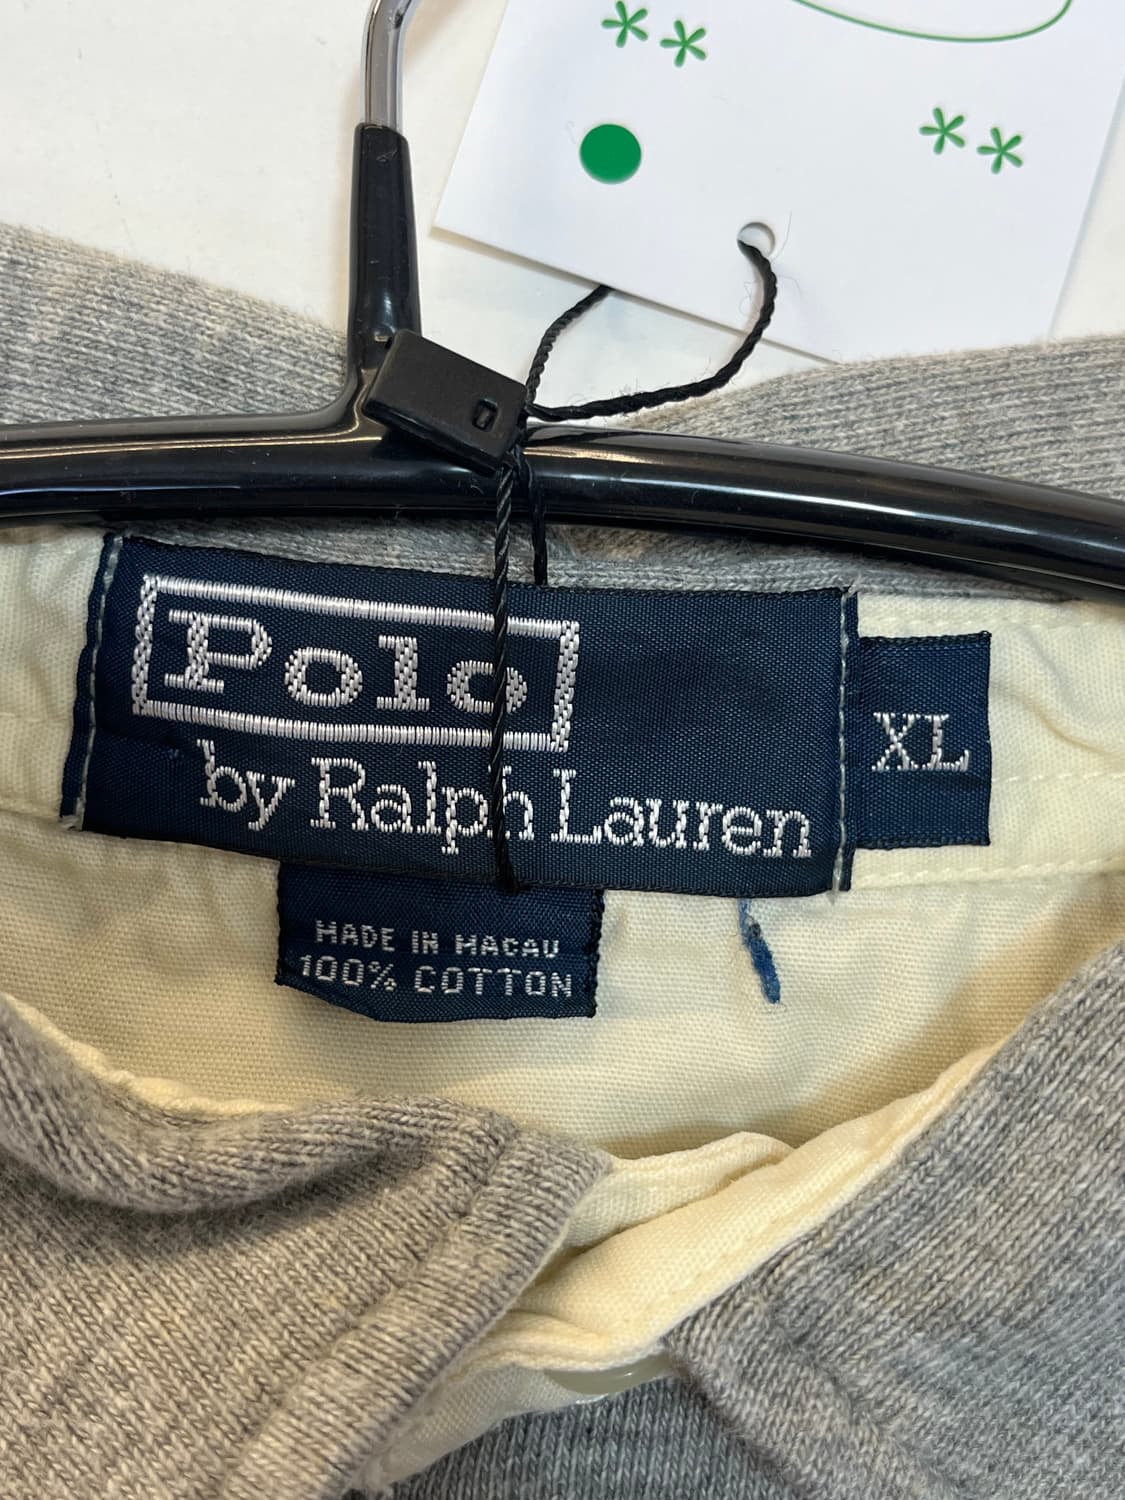 Polo
by Ralph Lauren
XL
MADE IN MACAU
100% COTTON